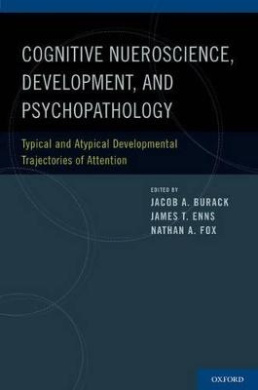 COGNITIVE NUEROSCIENCE,
DEVELOPMENT, AND
PSYCHOPATHOLOGY
Typical and Atypical Developmental
Trajectories of Attention
EDITED BY
JACOB A. BURACK
JAMES T. ENNS
NATHAN A. FOX
OXFORD